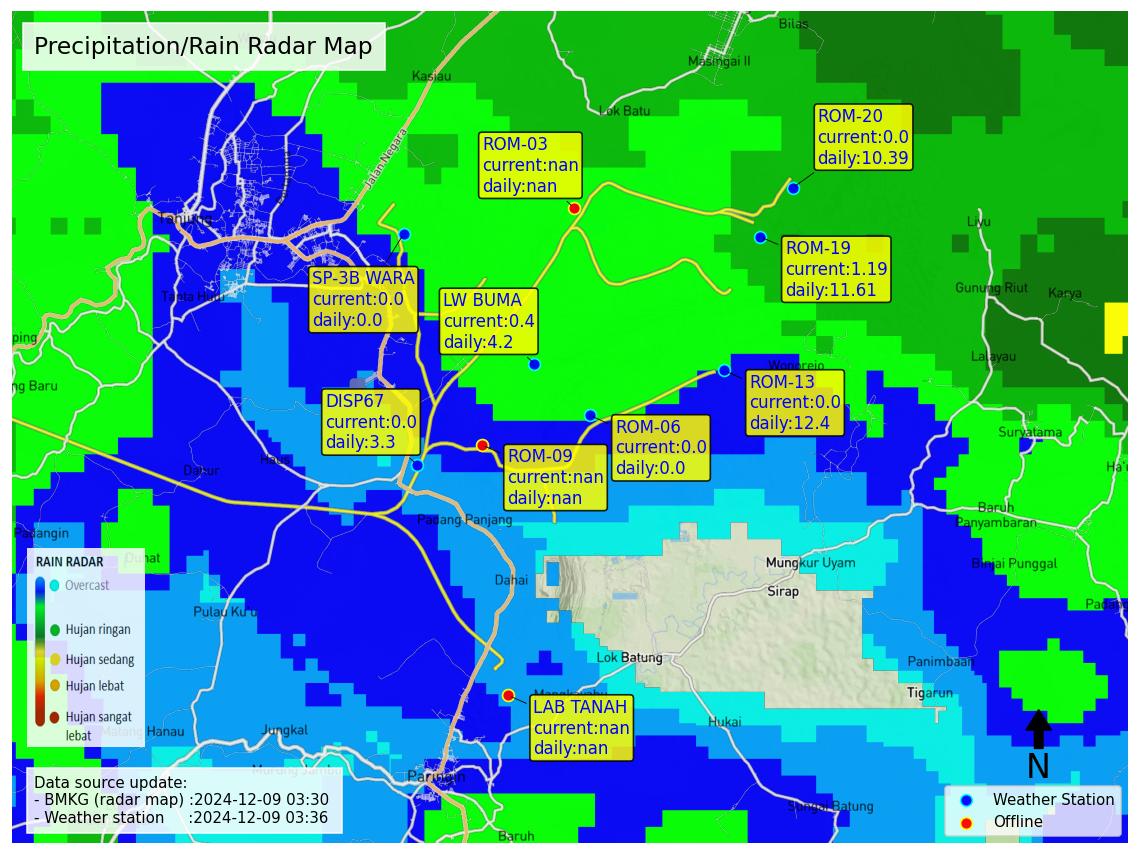 Precipitation/Rain Radar Map
Bilas
Masingai II
Kasiau
Lok Batu
Jalan Negara
ROM-20
current:0.0
daily:10.39
ROM-03
current:nan
daily:nan
Tanjung
Liyu
ROM-19
current:1.19
daily:11.61
SP-3B WARA
current:0.0
daily:0.0
LW BUMA
current:0.4
daily:4.2
Tanta Hulu
Gunung Riut
Karya
ping
Lalayau
Wonorejo
ng Baru
ROM-13
current:0.0
daily:12.4
DISP67
current:0.0
daily:3.3
ROM-06
current:0.0
daily:0.0
Suryatama
ROM-09
current:nan
daily:nan
Haus
Dahur
Baruh
Panyambaran
Padang Panjang
Padangin
Binjai Punggal
Mungkur Uyam
Sirap
Dahai
RAIN RADAR
Overcast
Hujan ringan
Hujan sedang
Hujan lebat
Hujan sangat
lebat
Duhat
Pulau Ku'u
Padang
Lok Batung
Panimbaan
Tigarun
LAB TANAH
current:nan
daily:nan
Hukai
Matang Hanau
Jungkal
Murung Jambu
Paringin
Sungai Batung
Baruh
N
Data source update:
- BMKG (radar map) :2024-12-09 03:30
- Weather station :2024-12-09 03:36
Weather Station
Offline